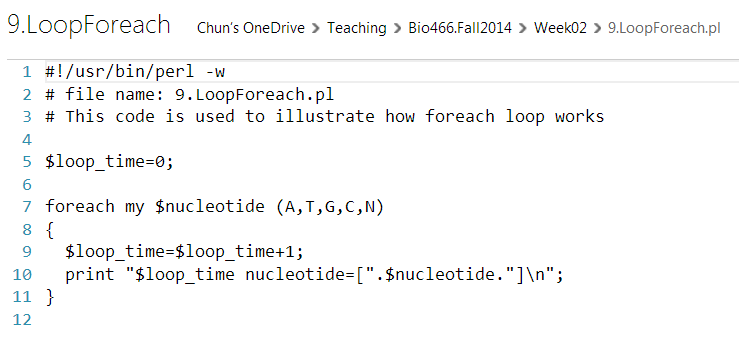 9.LoopForeach Chun's OneDrive > Teaching > Bio466.Fall2014 > Week02 > 9.LoopForeach.pl
1 #!/usr/bin/perl -w
2 # file name: 9.LoopForeach.pl
3 # This code is used to illustrate how foreach loop works
4
5 $loop_time=0;
6
7 foreach my $nucleotide (A,T,G,C,N)
8 {
9   $loop_time=$loop_time+1;
10   print "$loop_time nucleotide=[".$nucleotide."]\n";
11 }
12